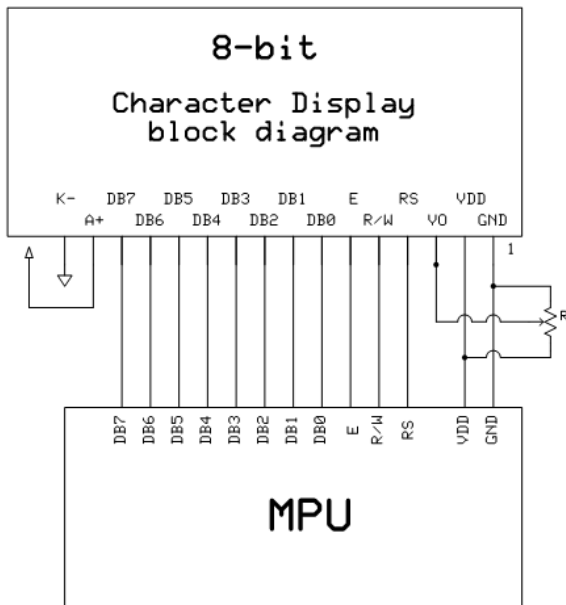 8-bit
Character Display
block diagram
K- DB7 DB5 DB3 DB1 E RS VDD
A+ DB6 DB4 DB2 DB0 R/W VO GND
1
R
DB7 DB6 DB5 DB4 DB3 DB2 DB1 DB0 E R/W RS VDD GND
MPU